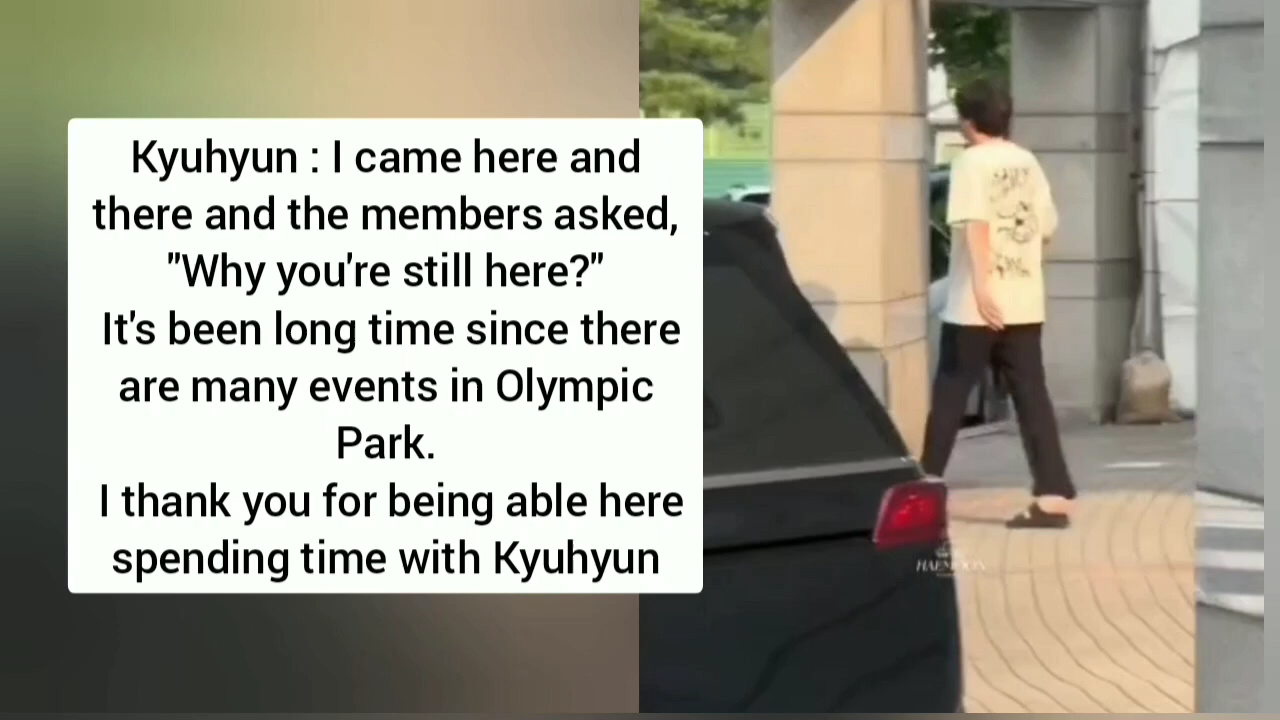 Kyuhyun : I came here and
there and the members asked,
"Why you're still here?"
It's been long time since there
are many events in Olympic
Park.
I thank you for being able here
spending time with Kyuhyun